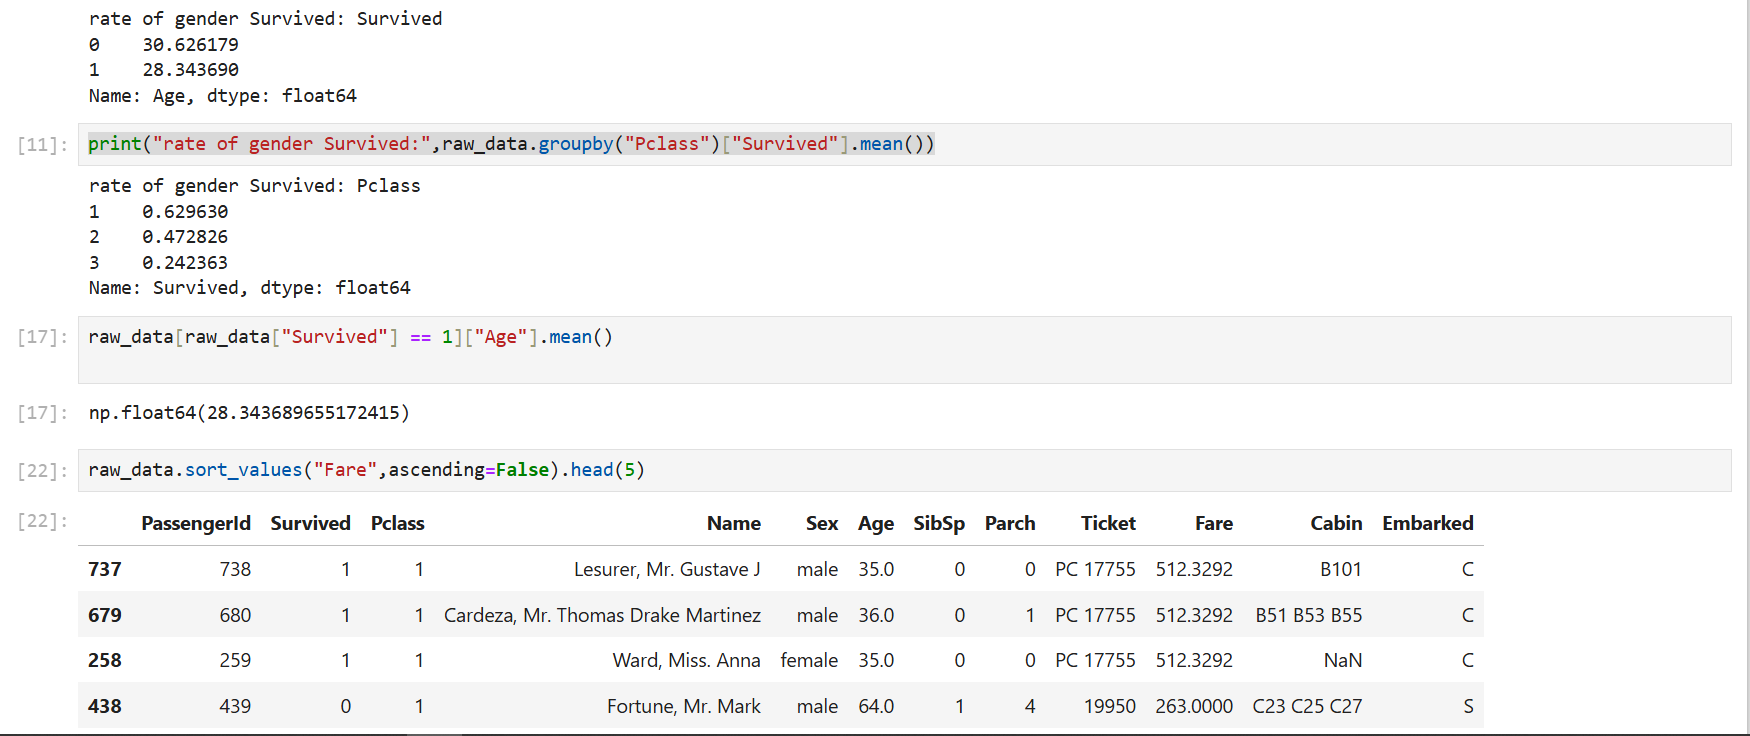 rate of gender Survived: Survived
0    30.626179
1    28.343690
Name: Age, dtype: float64
[11]: print("rate of gender Survived:",raw_data.groupby("Pclass")["Survived"].mean())
rate of gender Survived: Pclass
1    0.629630
2    0.472826
3    0.242363
Name: Survived, dtype: float64
[17]: raw_data[raw_data["Survived"] == 1]["Age"].mean()
[17]: np.float64(28.343689655172415)
[22]: raw_data.sort_values("Fare",ascending=False).head(5)
[22]: PassengerId Survived Pclass Name Sex Age SibSp Parch Ticket Fare Cabin Embarked
737 738 1 1 Lesurer, Mr. Gustave J male 35.0 0 0 PC 17755 512.3292 B101 C
679 680 1 1 Cardeza, Mr. Thomas Drake Martinez male 36.0 0 1 PC 17755 512.3292 B51 B53 B55 C
258 259 1 1 Ward, Miss. Anna female 35.0 0 0 PC 17755 512.3292 NaN C
438 439 0 1 Fortune, Mr. Mark male 64.0 1 4 19950 263.0000 C23 C25 C27 S